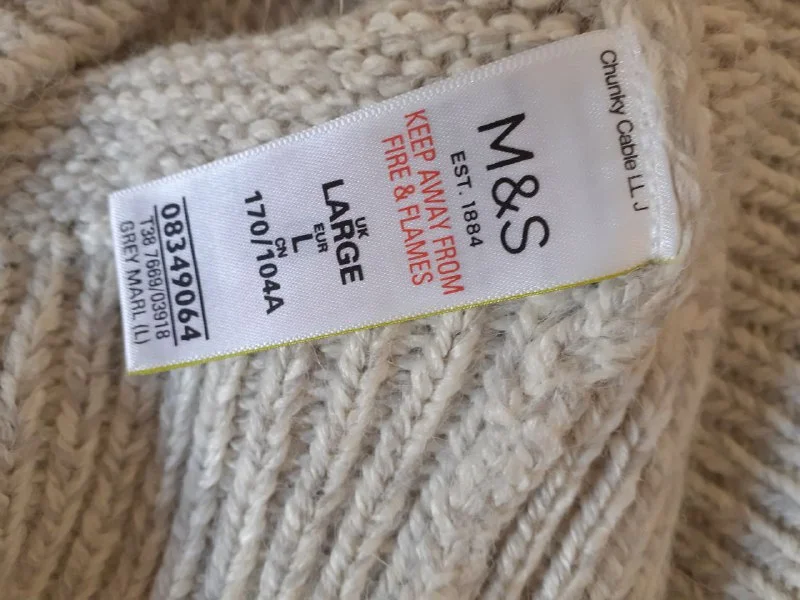 Chunky Cable LL J
M&S
EST. 1884
KEEP AWAY FROM
FIRE & FLAMES
UK
LARGE
EUR
L
CN
170/104A
08349064
T38 7669/03918
GREY MARL (L)